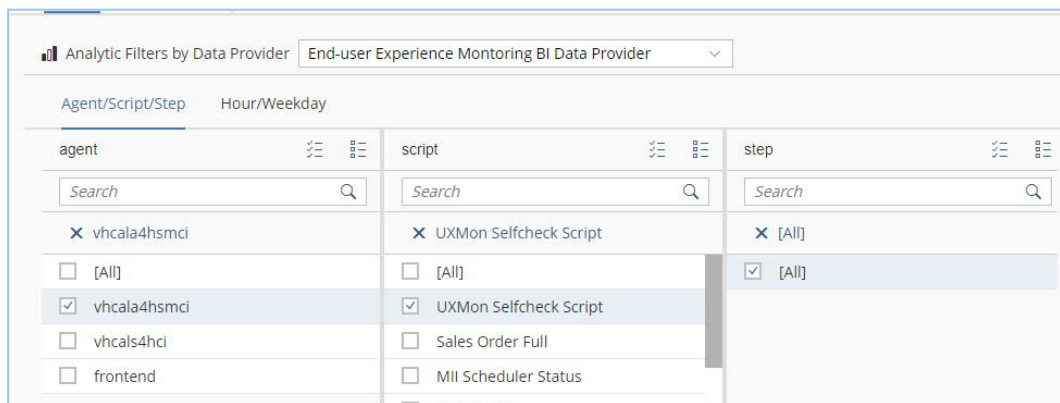 Analytic Filters by Data Provider End-user Experience Montoring BI Data Provider
Agent/Script/Step Hour/Weekday
agent script step
Search Search Search
vhcala4hsmci UXMon Selfcheck Script [All]
[All] [All] [All]
vhcala4hsmci UXMon Selfcheck Script
vhcals4hci Sales Order Full
frontend MII Scheduler Status